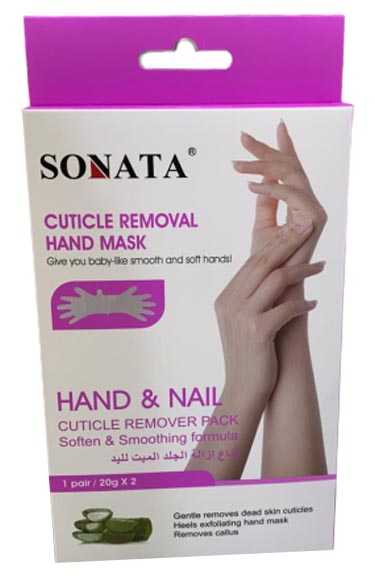 SONATA®
CUTICLE REMOVAL
HAND MASK
Give you baby-like smooth and soft hands!
HAND & NAIL
CUTICLE REMOVER PACK
Soften & Smoothing formula
قناع ازالة الجلد الميت لليد
1 pair / 20g X 2
Gentle removes dead skin cuticles
Heels exfoliating hand mask
Removes callus